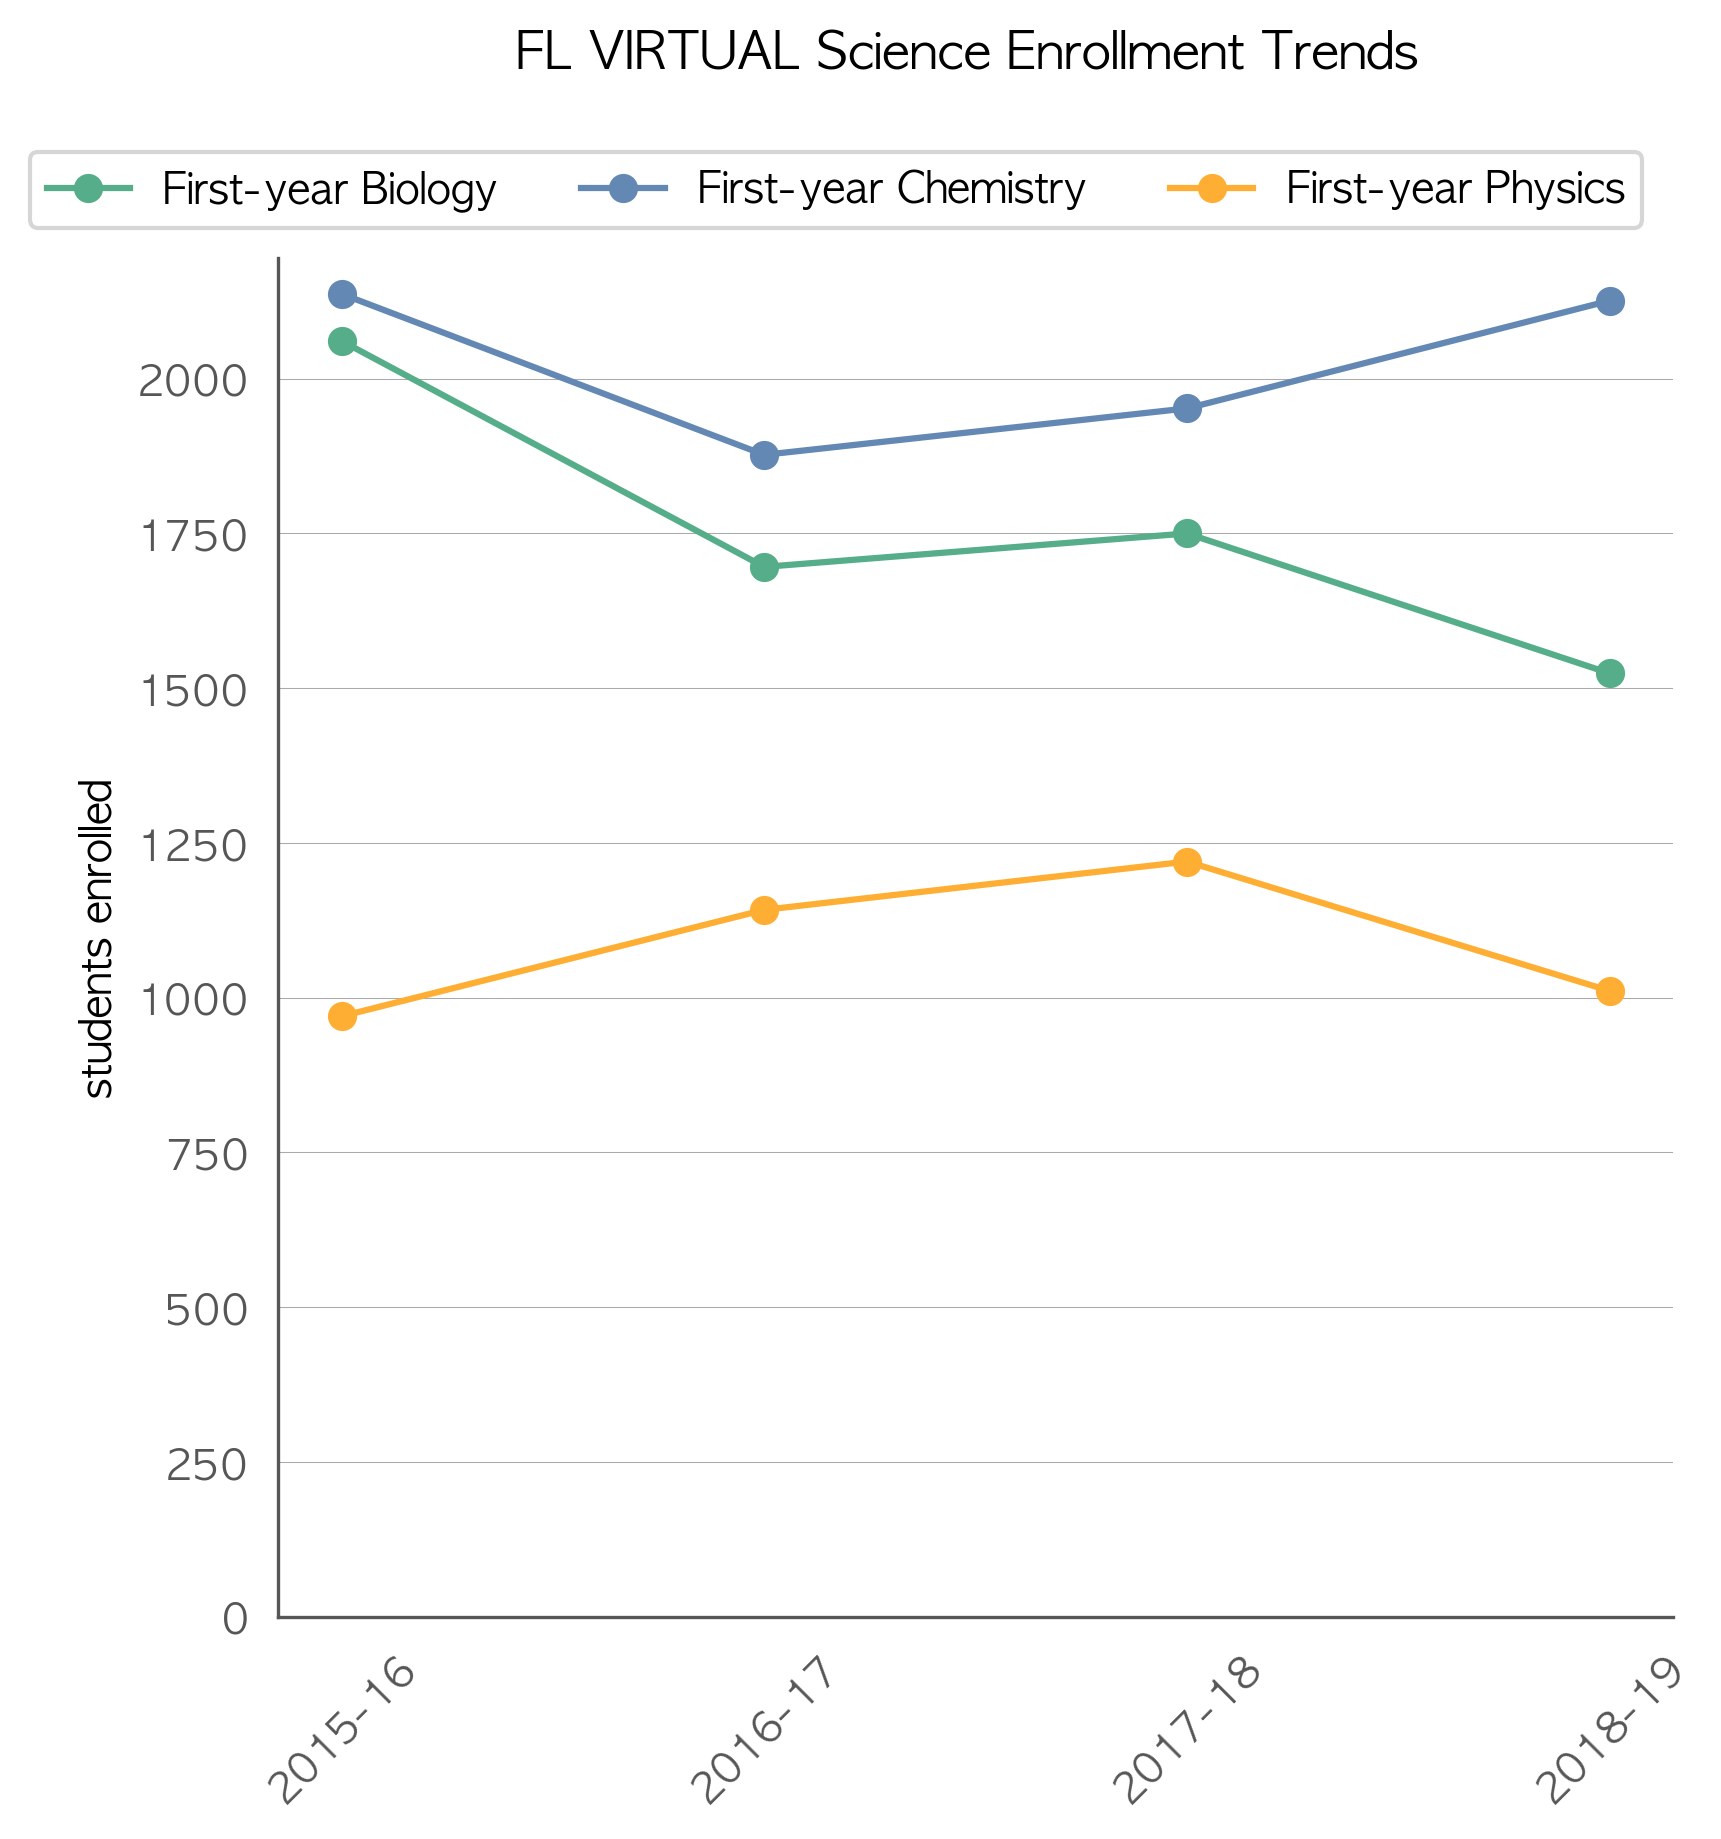 FL VIRTUAL Science Enrollment Trends
First-year Biology First-year Chemistry First-year Physics
students enrolled
2000
1750
1500
1250
1000
750
500
250
0
2015-16 2016-17 2017-18 2018-19